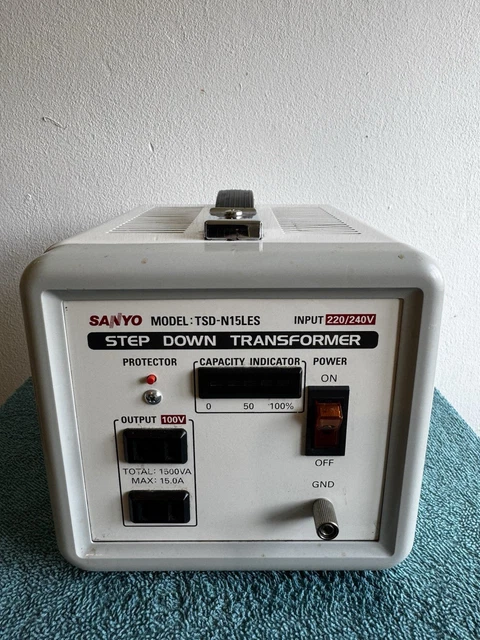 SANYO MODEL: TSD-N15LES INPUT 220/240V
STEP DOWN TRANSFORMER
PROTECTOR CAPACITY INDICATOR POWER
ON
0 50 100%
OUTPUT 100V
OFF
TOTAL: 1500VA
MAX: 15.0A
GND